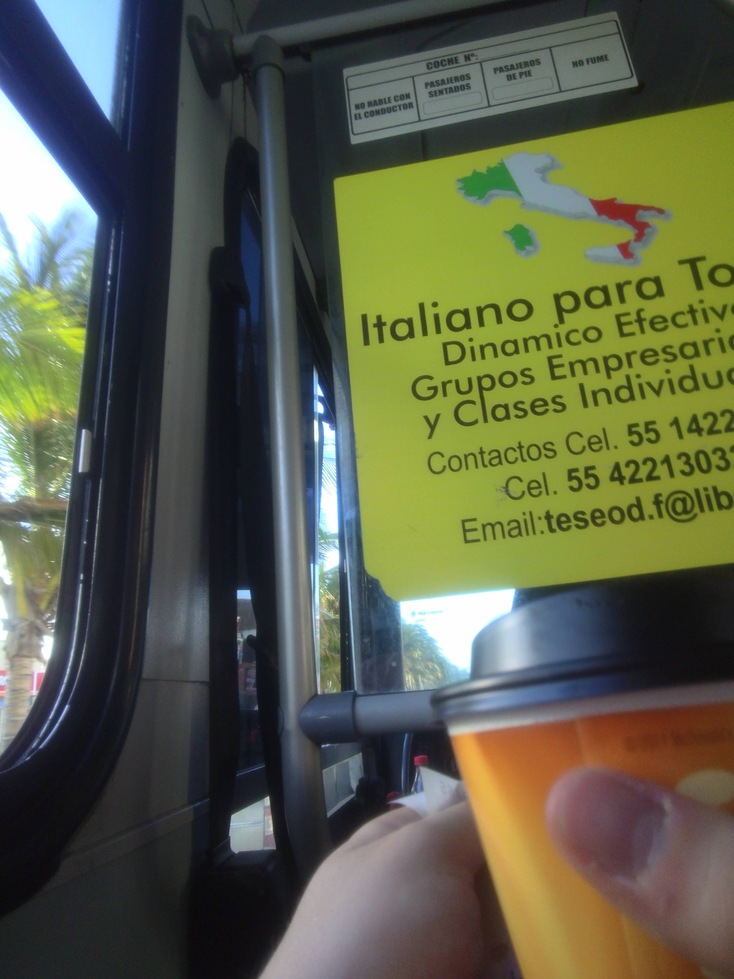 COCHE Nº:
NO HABLE CON EL CONDUCTOR
PASAJEROS SENTADOS
PASAJEROS DE PIE
NO FUME
Italiano para To
Dinamico Efectiv
Grupos Empresari
y Clases Individu
Contactos Cel. 55 1422
Cel. 55 4221303
Email:teseod.f@lib